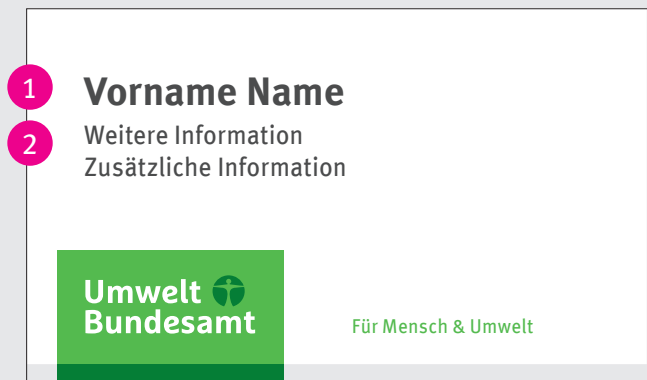 1
Vorname Name
2
Weitere Information
Zusätzliche Information
Umwelt
Bundesamt
Für Mensch & Umwelt